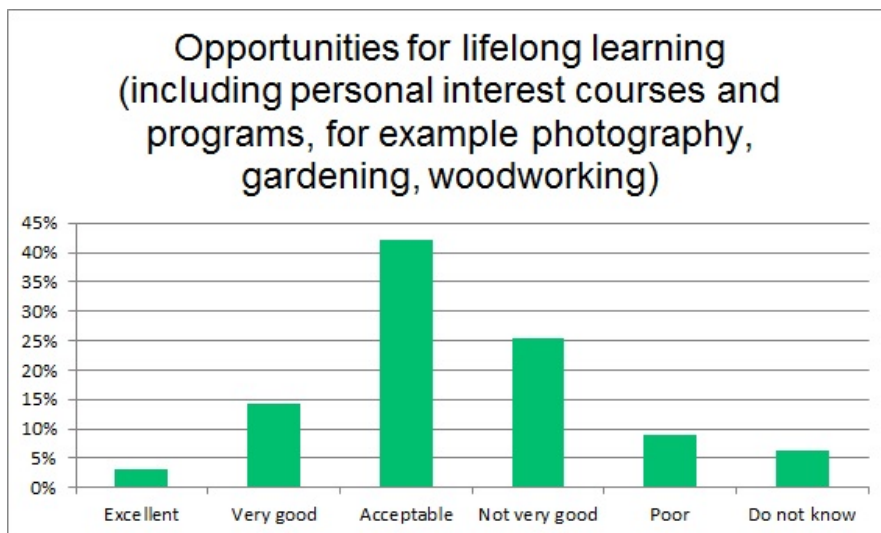 Opportunities for lifelong learning
(including personal interest courses and
programs, for example photography,
gardening, woodworking)
45%
40%
35%
30%
25%
20%
15%
10%
5%
0%
Excellent Very good Acceptable Not very good Poor Do not know